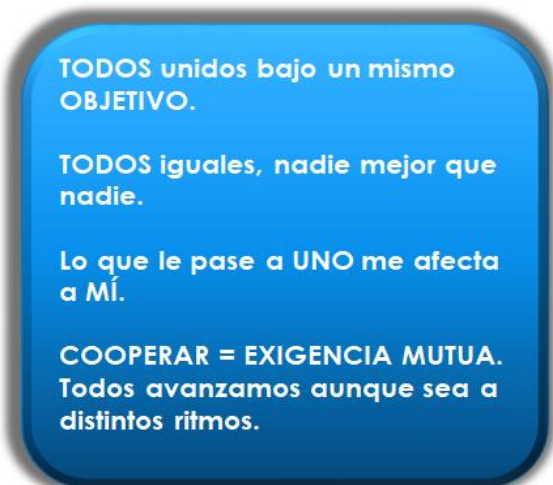 TODOS unidos bajo un mismo
OBJETIVO.
TODOS iguales, nadie mejor que
nadie.
Lo que le pase a UNO me afecta
a MÍ.
COOPERAR = EXIGENCIA MUTUA.
Todos avanzamos aunque sea a
distintos ritmos.